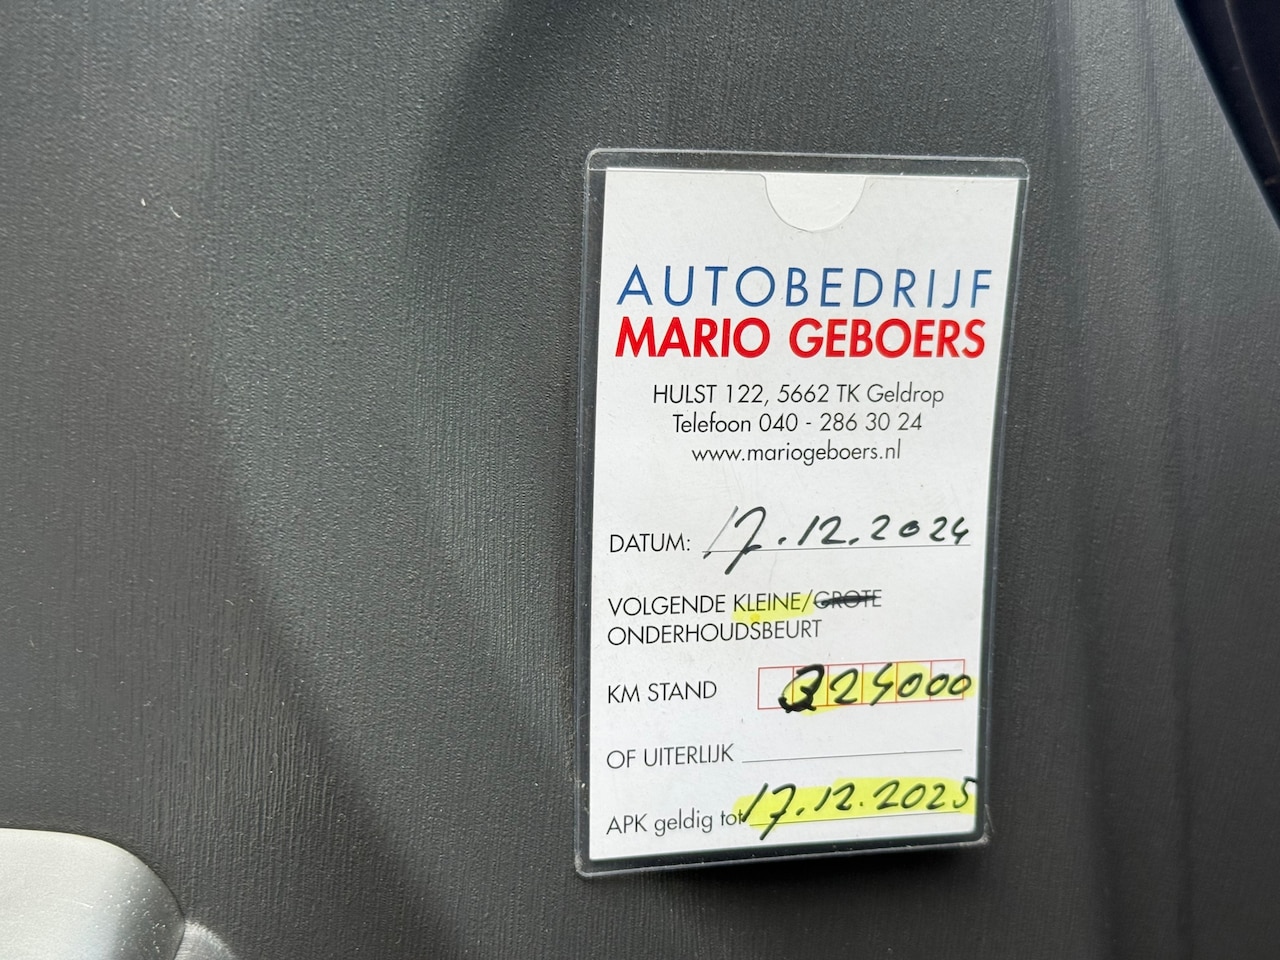 AUTOBEDRIJF
MARIO GEBOERS
HULST 122, 5662 TK Geldrop
Telefoon 040 - 286 30 24
www.mariogeboers.nl
DATUM: 17.12.2024
VOLGENDE KLEINE/GROTE
ONDERHOUDSBEURT
KM STAND 224000
OF UITERLIJK
APK geldig tot 17.12.2025